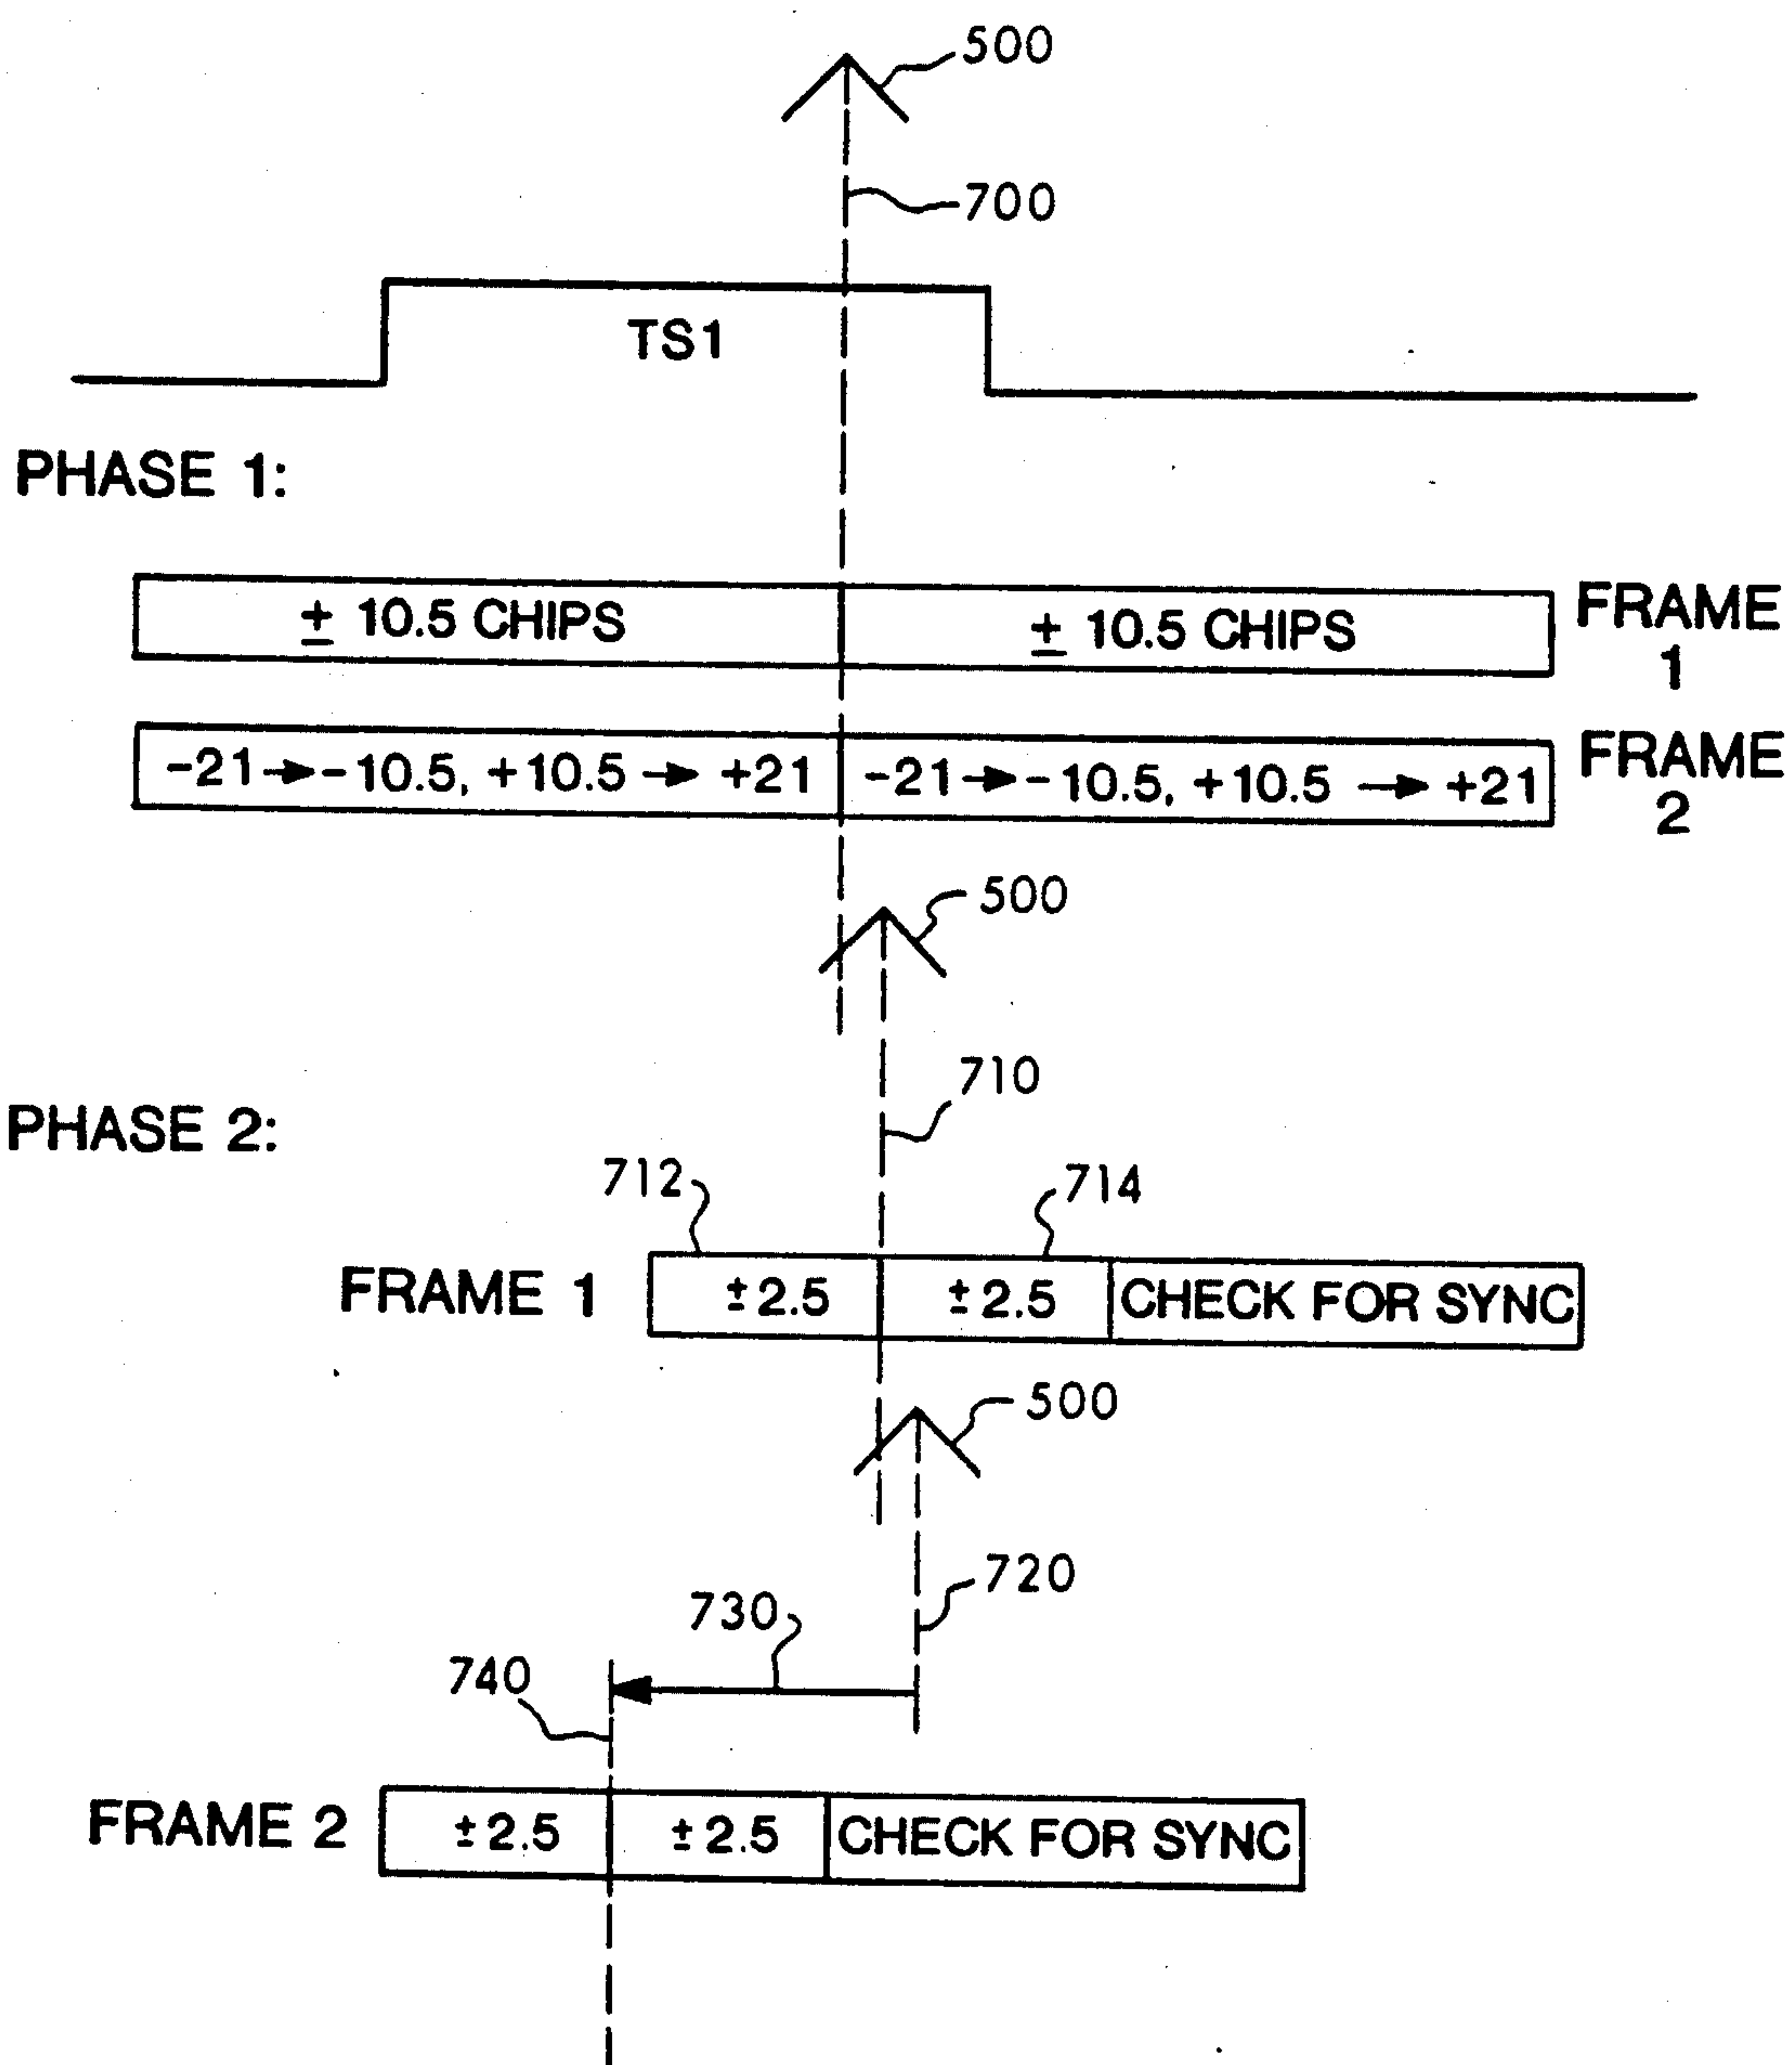 500
700
TS1
PHASE 1:
± 10.5 CHIPS ± 10.5 CHIPS FRAME 1
-21→-10.5, +10.5 → +21 -21→-10.5, +10.5 → +21 FRAME 2
500
710
PHASE 2:
712 714
FRAME 1 ±2.5 ±2.5 CHECK FOR SYNC
500
720
730
740
FRAME 2 ±2.5 ±2.5 CHECK FOR SYNC